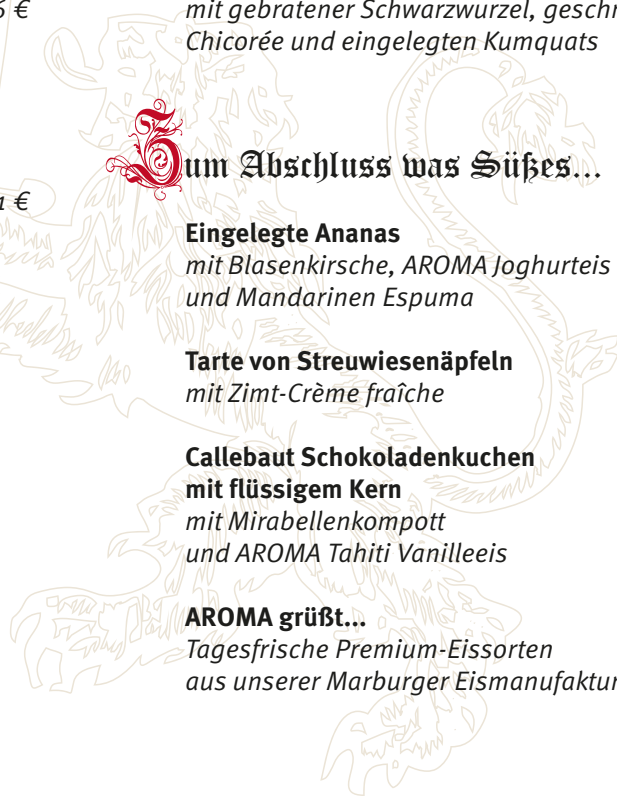 €
mit gebratener Schwarzwurzel,
Chicorée und eingelegten Kumquats
Zum Abschluss was Süßes...
€
Eingelegte Ananas
mit Blasenkirsche, AROMA Joghurteis
und Mandarinen Espuma
Tarte von Streuwiesenäpfeln
mit Zimt-Crème fraîche
Callebaut Schokoladenkuchen
mit flüssigem Kern
mit Mirabellenkompott
und AROMA Tahiti Vanilleeis
AROMA grüßt...
Tagesfrische Premium-Eissorten
aus unserer Marburger Eismanufaktur